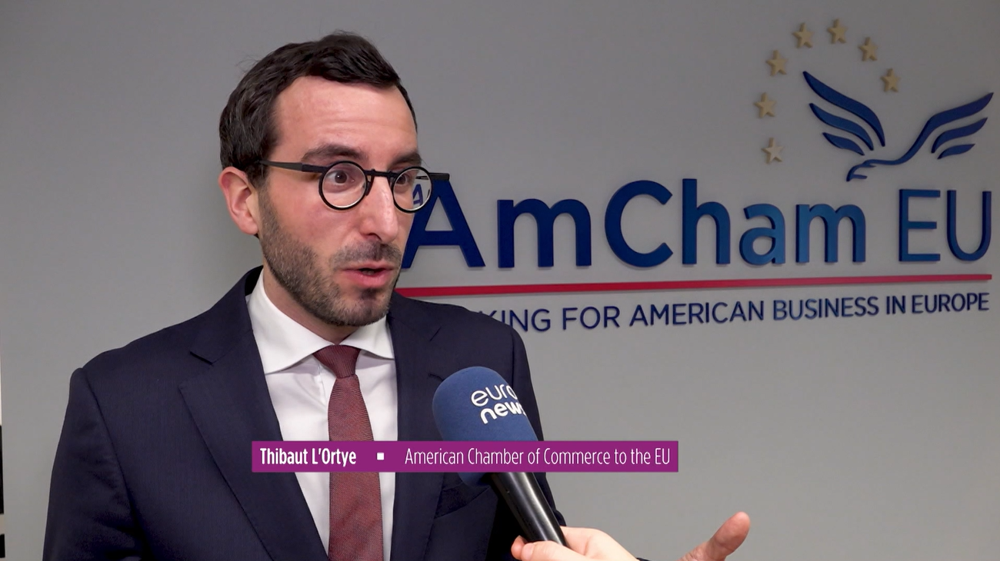 AmCham EU
KING FOR AMERICAN BUSINESS IN EUROPE
euro
news
Thibaut L'Ortye ▪ American Chamber of Commerce to the EU